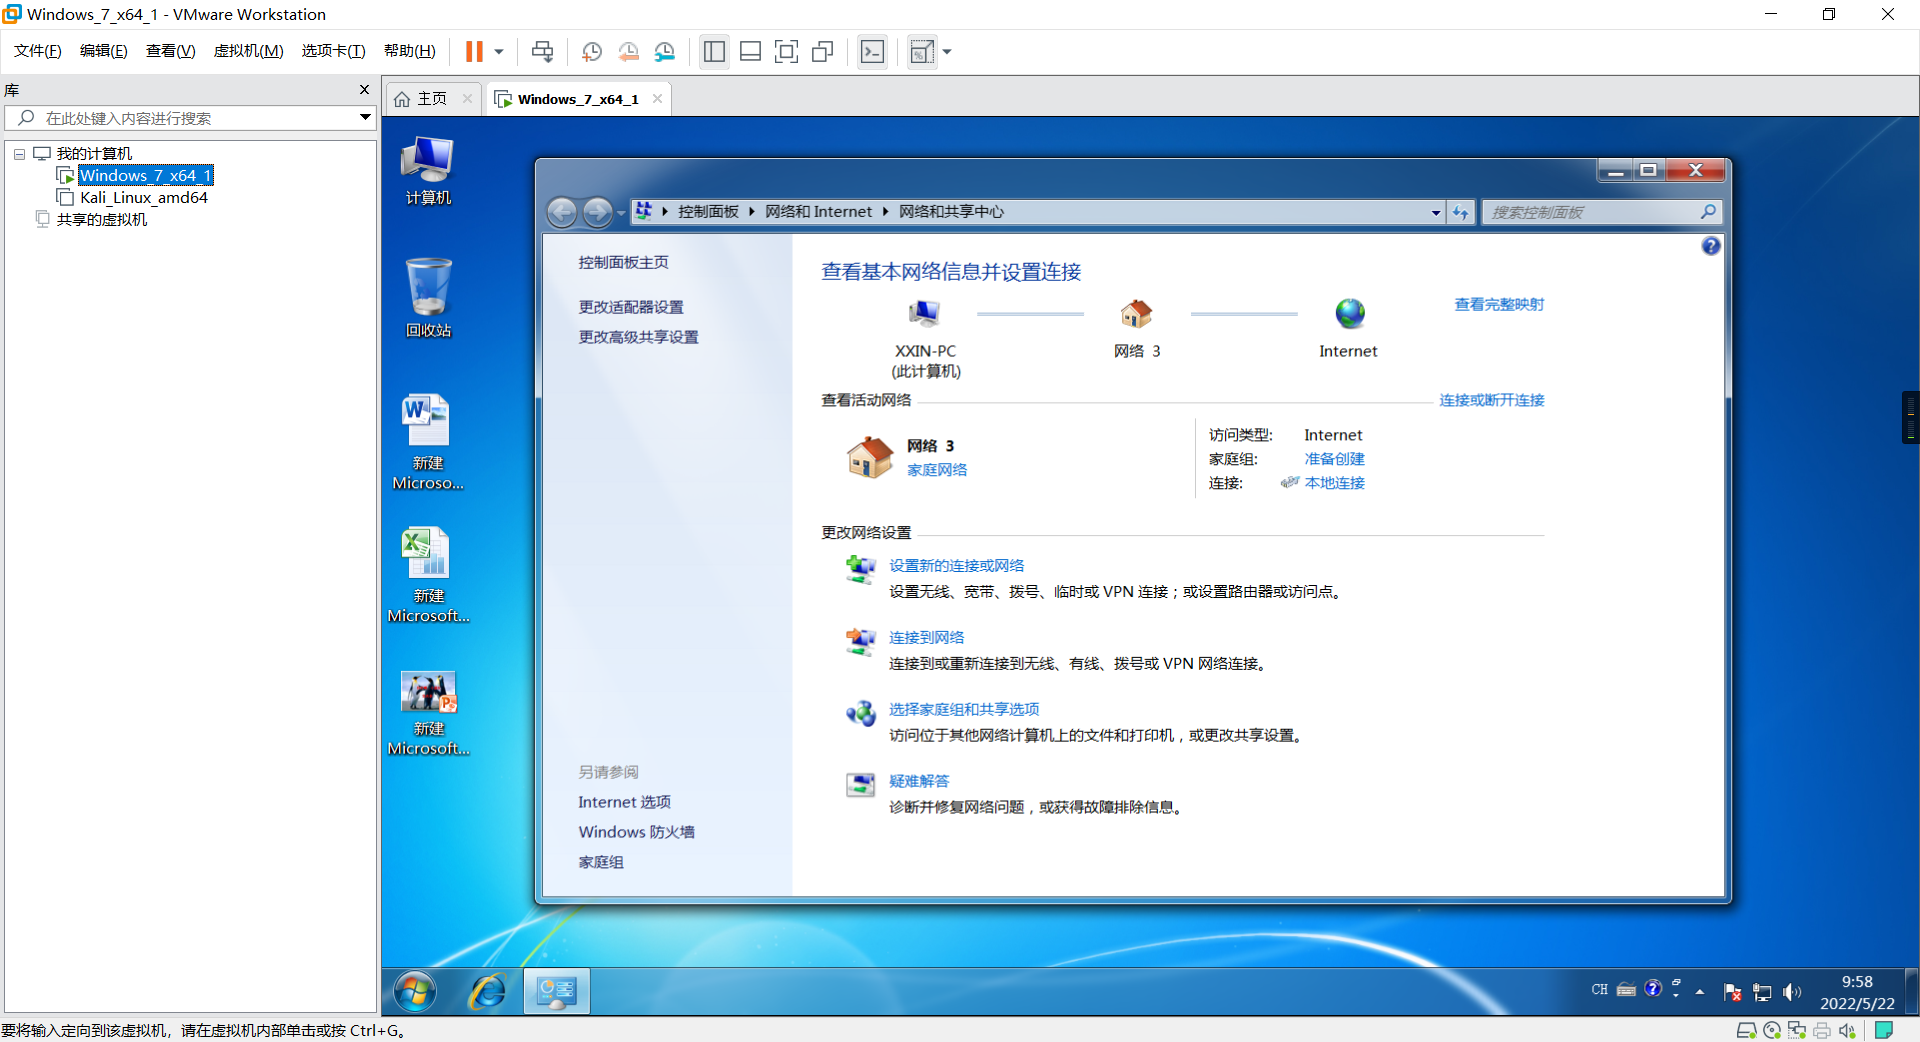 Windows_7_x64_1 - VMware Workstation
文件(F) 编辑(E) 查看(V) 虚拟机(M) 选项卡(T) 帮助(H)
库
在此处键入内容进行搜索
我的计算机
Windows_7_x64_1
Kali_Linux_amd64
共享的虚拟机
主页
Windows_7_x64_1
计算机
回收站
新建
Microso...
新建
Microsoft...
新建
Microsoft...
控制面板 网络和 Internet 网络和共享中心
搜索控制面板
控制面板主页
更改适配器设置
更改高级共享设置
另请参阅
Internet 选项
Windows 防火墙
家庭组
查看基本网络信息并设置连接
查看完整映射
XXIN-PC
(此计算机)
网络 3
Internet
查看活动网络
连接或断开连接
网络 3
家庭网络
访问类型: Internet
家庭组: 准备创建
连接: 本地连接
更改网络设置
设置新的连接或网络
设置无线、宽带、拨号、临时或 VPN 连接；或设置路由器或访问点。
连接到网络
连接到或重新连接到无线、有线、拨号或 VPN 网络连接。
选择家庭组和共享选项
访问位于其他网络计算机上的文件和打印机，或更改共享设置。
疑难解答
诊断并修复网络问题，或获得故障排除信息。
CH
9:58
2022/5/22
要将输入定向到该虚拟机，请在虚拟机内部单击或按 Ctrl+G。